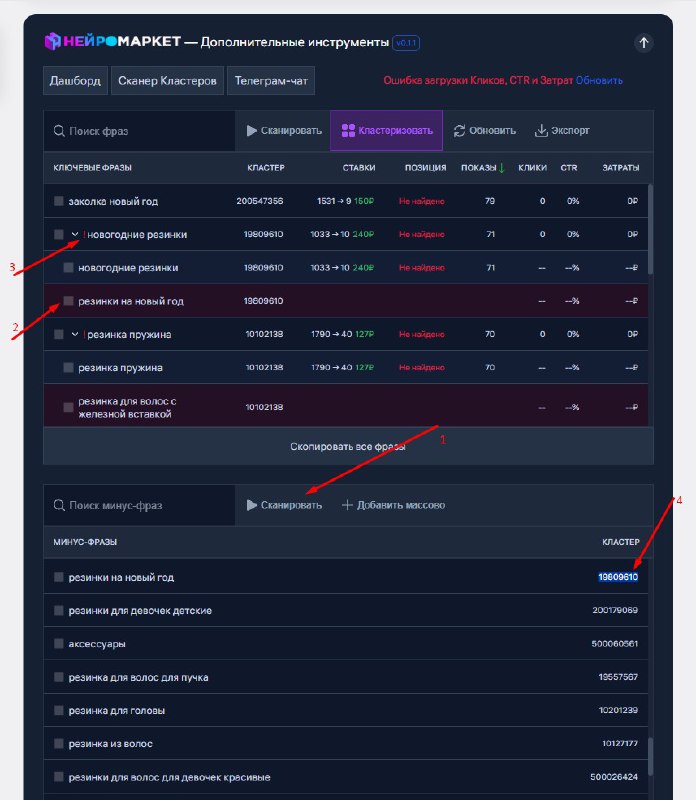 НЕЙРОМАРКЕТ — Дополнительные инструменты v0.1.1
Дашборд Сканер Кластеров Телеграм-чат Ошибка загрузки Кликов, CTR и Затрат Обновить
Поиск фраз Сканировать Кластеризовать Обновить Экспорт
КЛЮЧЕВЫЕ ФРАЗЫ КЛАСТЕР СТАВКИ ПОЗИЦИЯ ПОКАЗЫ ↓ КЛИКИ CTR ЗАТРАТЫ
заколка новый год 200547356 1531 → 9 150₽ Не найдено 79 0 0% 0₽
! новогодние резинки 19809610 1033 → 10 240₽ Не найдено 71 0 0% 0₽
3
новогодние резинки 19809610 1033 → 10 240₽ Не найдено 71 -- --% --₽
резинки на новый год 19809610 -- --% --₽
2
! резинка пружина 10102138 1790 → 40 127₽ Не найдено 70 0 0% 0₽
резинка пружина 10102138 1790 → 40 127₽ Не найдено 70 -- --% --₽
резинка для волос с
железной вставкой 10102138 -- --% --₽
Скопировать все фразы
1
Поиск минус-фраз Сканировать + Добавить массово
4
МИНУС-ФРАЗЫ КЛАСТЕР
резинки на новый год 19809610
резинки для девочек детские 200179069
аксессуары 500060561
резинка для волос для пучка 19557567
резинка для головы 10201239
резинка из волос 10127177
резинки для волос для девочек красивые 500026424